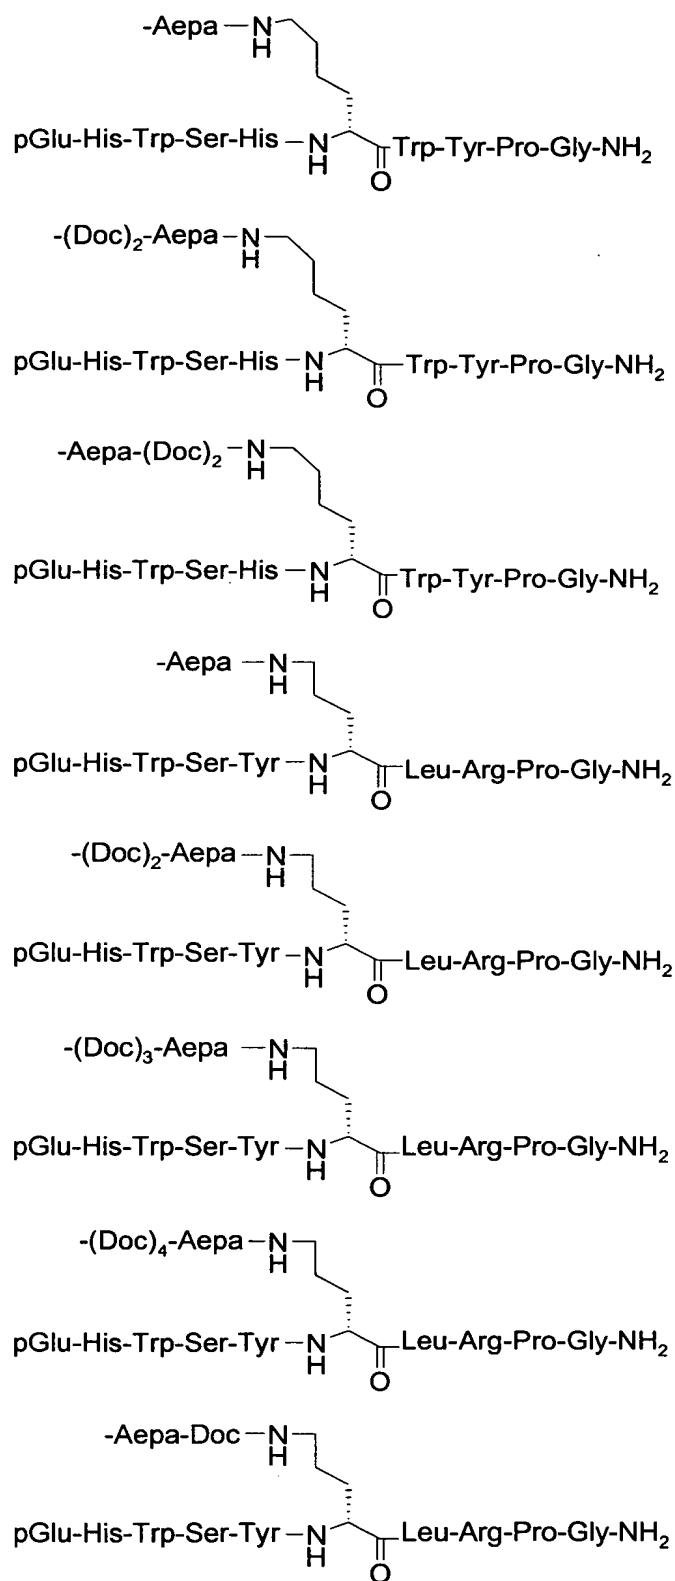 -Aepa-N
H
pGlu-His-Trp-Ser-His-N
H
O
Trp-Tyr-Pro-Gly-NH₂
-(Doc)₂-Aepa-N
H
pGlu-His-Trp-Ser-His-N
H
O
Trp-Tyr-Pro-Gly-NH₂
-Aepa-(Doc)₂-N
H
pGlu-His-Trp-Ser-His-N
H
O
Trp-Tyr-Pro-Gly-NH₂
-Aepa-N
H
pGlu-His-Trp-Ser-Tyr-N
H
O
Leu-Arg-Pro-Gly-NH₂
-(Doc)₂-Aepa-N
H
pGlu-His-Trp-Ser-Tyr-N
H
O
Leu-Arg-Pro-Gly-NH₂
-(Doc)₃-Aepa-N
H
pGlu-His-Trp-Ser-Tyr-N
H
O
Leu-Arg-Pro-Gly-NH₂
-(Doc)₄-Aepa-N
H
pGlu-His-Trp-Ser-Tyr-N
H
O
Leu-Arg-Pro-Gly-NH₂
-Aepa-Doc-N
H
pGlu-His-Trp-Ser-Tyr-N
H
O
Leu-Arg-Pro-Gly-NH₂